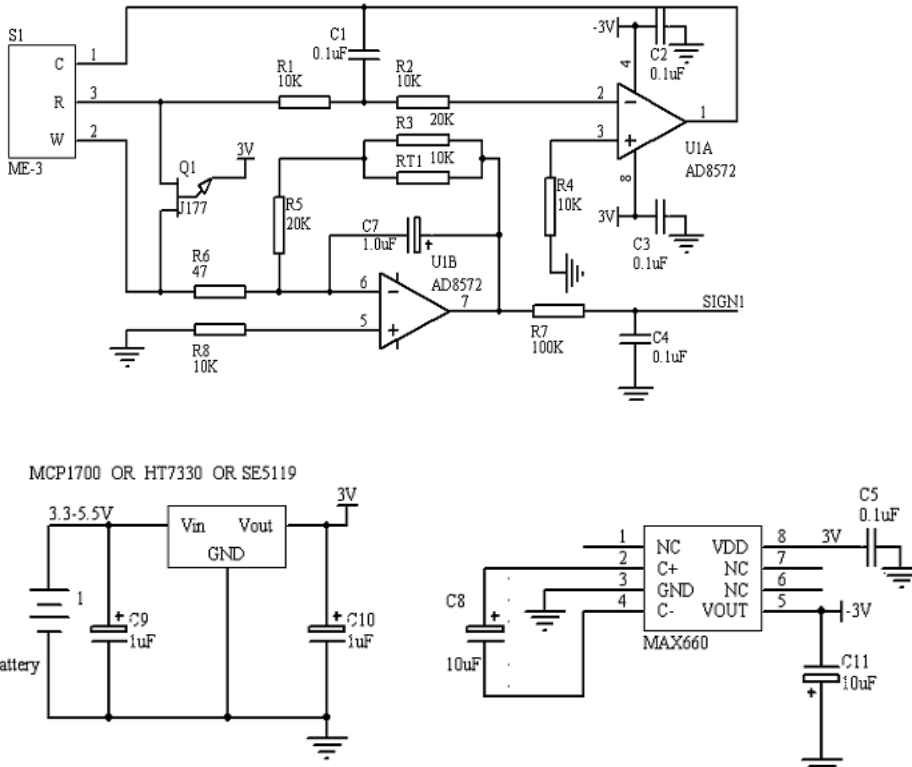 S1
C 1
R 3
W 2
ME-3
C1
0.1uF
R1
10K
R2
10K
R3 20K
RT1 10K
-3V
4
C2
0.1uF
2
3
1
U1A
AD8572
8
3V
C3
0.1uF
R4
10K
Q1
J177
3V
R5
20K
C7
1.0uF
+
U1B
AD8572
R6
47
6
5
7
R8
10K
R7
100K
SIGN1
C4
0.1uF
MCP1700 OR HT7330 OR SE5119
3.3-5.5V
Vin Vout
GND
3V
1
attery
+ C9
1uF
+ C10
1uF
C8
+
10uF
1 NC VDD 8 3V
2 C+ NC 7
3 GND NC 6
4 C- VOUT 5 -3V
MAX660
C5
0.1uF
C11
10uF
+